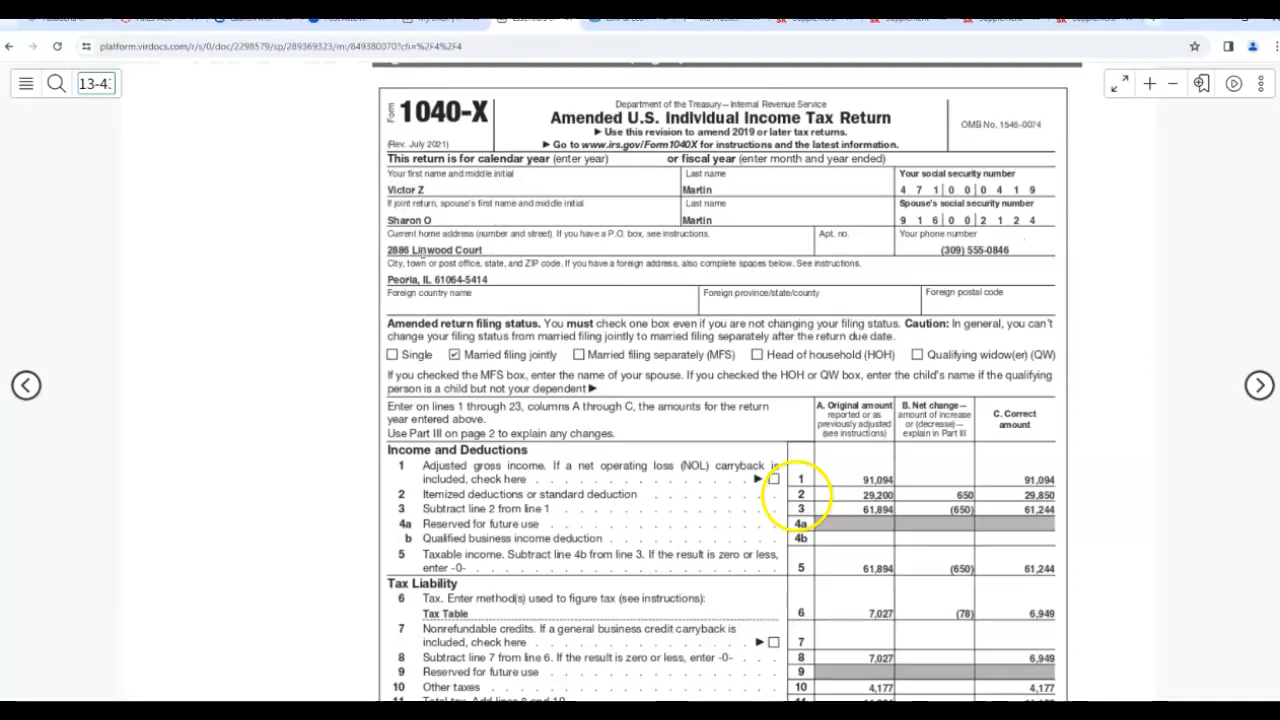 platform.virdocs.com/r/s/0/doc/2298579/sp/289369323/mi/849380070?cfi=%2F4%2F4
13-4
Form 1040-X
Department of the Treasury—Internal Revenue Service
Amended U.S. Individual Income Tax Return
▶ Use this revision to amend 2019 or later tax returns.
(Rev. July 2021)
▶ Go to www.irs.gov/Form1040X for instructions and the latest information.
OMB No. 1545-0074
This return is for calendar year (enter year) or fiscal year (enter month and year ended)
Your first name and middle initial Last name Your social security number
Victor Z Martin 4 7 1 0 0 0 4 1 9
If joint return, spouse's first name and middle initial Last name Spouse's social security number
Sharon O Martin 9 1 6 0 0 2 1 2 4
Current home address (number and street). If you have a P.O. box, see instructions. Apt. no. Your phone number
2886 Linwood Court (309) 555-0846
City, town or post office, state, and ZIP code. If you have a foreign address, also complete spaces below. See instructions.
Peoria, IL 61064-5414
Foreign country name Foreign province/state/county Foreign postal code
Amended return filing status. You must check one box even if you are not changing your filing status. Caution: In general, you can't
change your filing status from married filing jointly to married filing separately after the return due date.
Single Married filing jointly Married filing separately (MFS) Head of household (HOH) Qualifying widow(er) (QW)
If you checked the MFS box, enter the name of your spouse. If you checked the HOH or QW box, enter the child's name if the qualifying
person is a child but not your dependent ▶
Enter on lines 1 through 23, columns A through C, the amounts for the return
year entered above.
Use Part III on page 2 to explain any changes.
A. Original amount
reported or as
previously adjusted
(see instructions)
B. Net change—
amount of increase
or (decrease)—
explain in Part III
C. Correct
amount
Income and Deductions
1 Adjusted gross income. If a net operating loss (NOL) carryback is
included, check here . . . ▶ 1 91,094 91,094
2 Itemized deductions or standard deduction . . . 2 29,200 650 29,850
3 Subtract line 2 from line 1 . . . 3 61,894 (650) 61,244
4a Reserved for future use . . . 4a
b Qualified business income deduction . . . 4b
5 Taxable income. Subtract line 4b from line 3. If the result is zero or less,
enter -0- . . . 5 61,894 (650) 61,244
Tax Liability
6 Tax. Enter method(s) used to figure tax (see instructions):
Tax Table 6 7,027 (78) 6,949
7 Nonrefundable credits. If a general business credit carryback is
included, check here . . . ▶ 7
8 Subtract line 7 from line 6. If the result is zero or less, enter -0- . . . 8 7,027 6,949
9 Reserved for future use . . . 9
10 Other taxes . . . 10 4,177 4,177